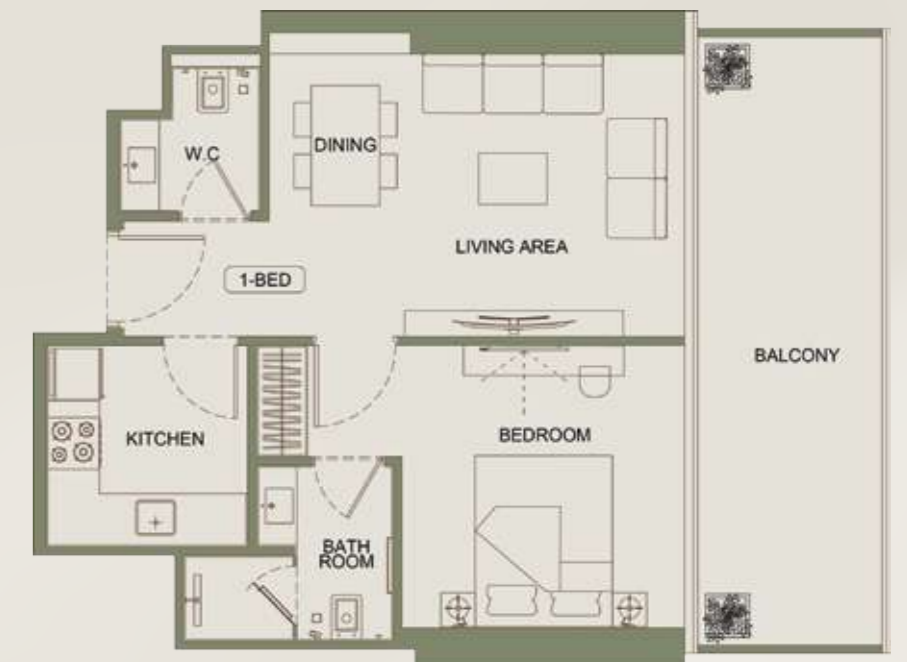 W.C
DINING
LIVING AREA
1-BED
BALCONY
KITCHEN
BEDROOM
BATH
ROOM